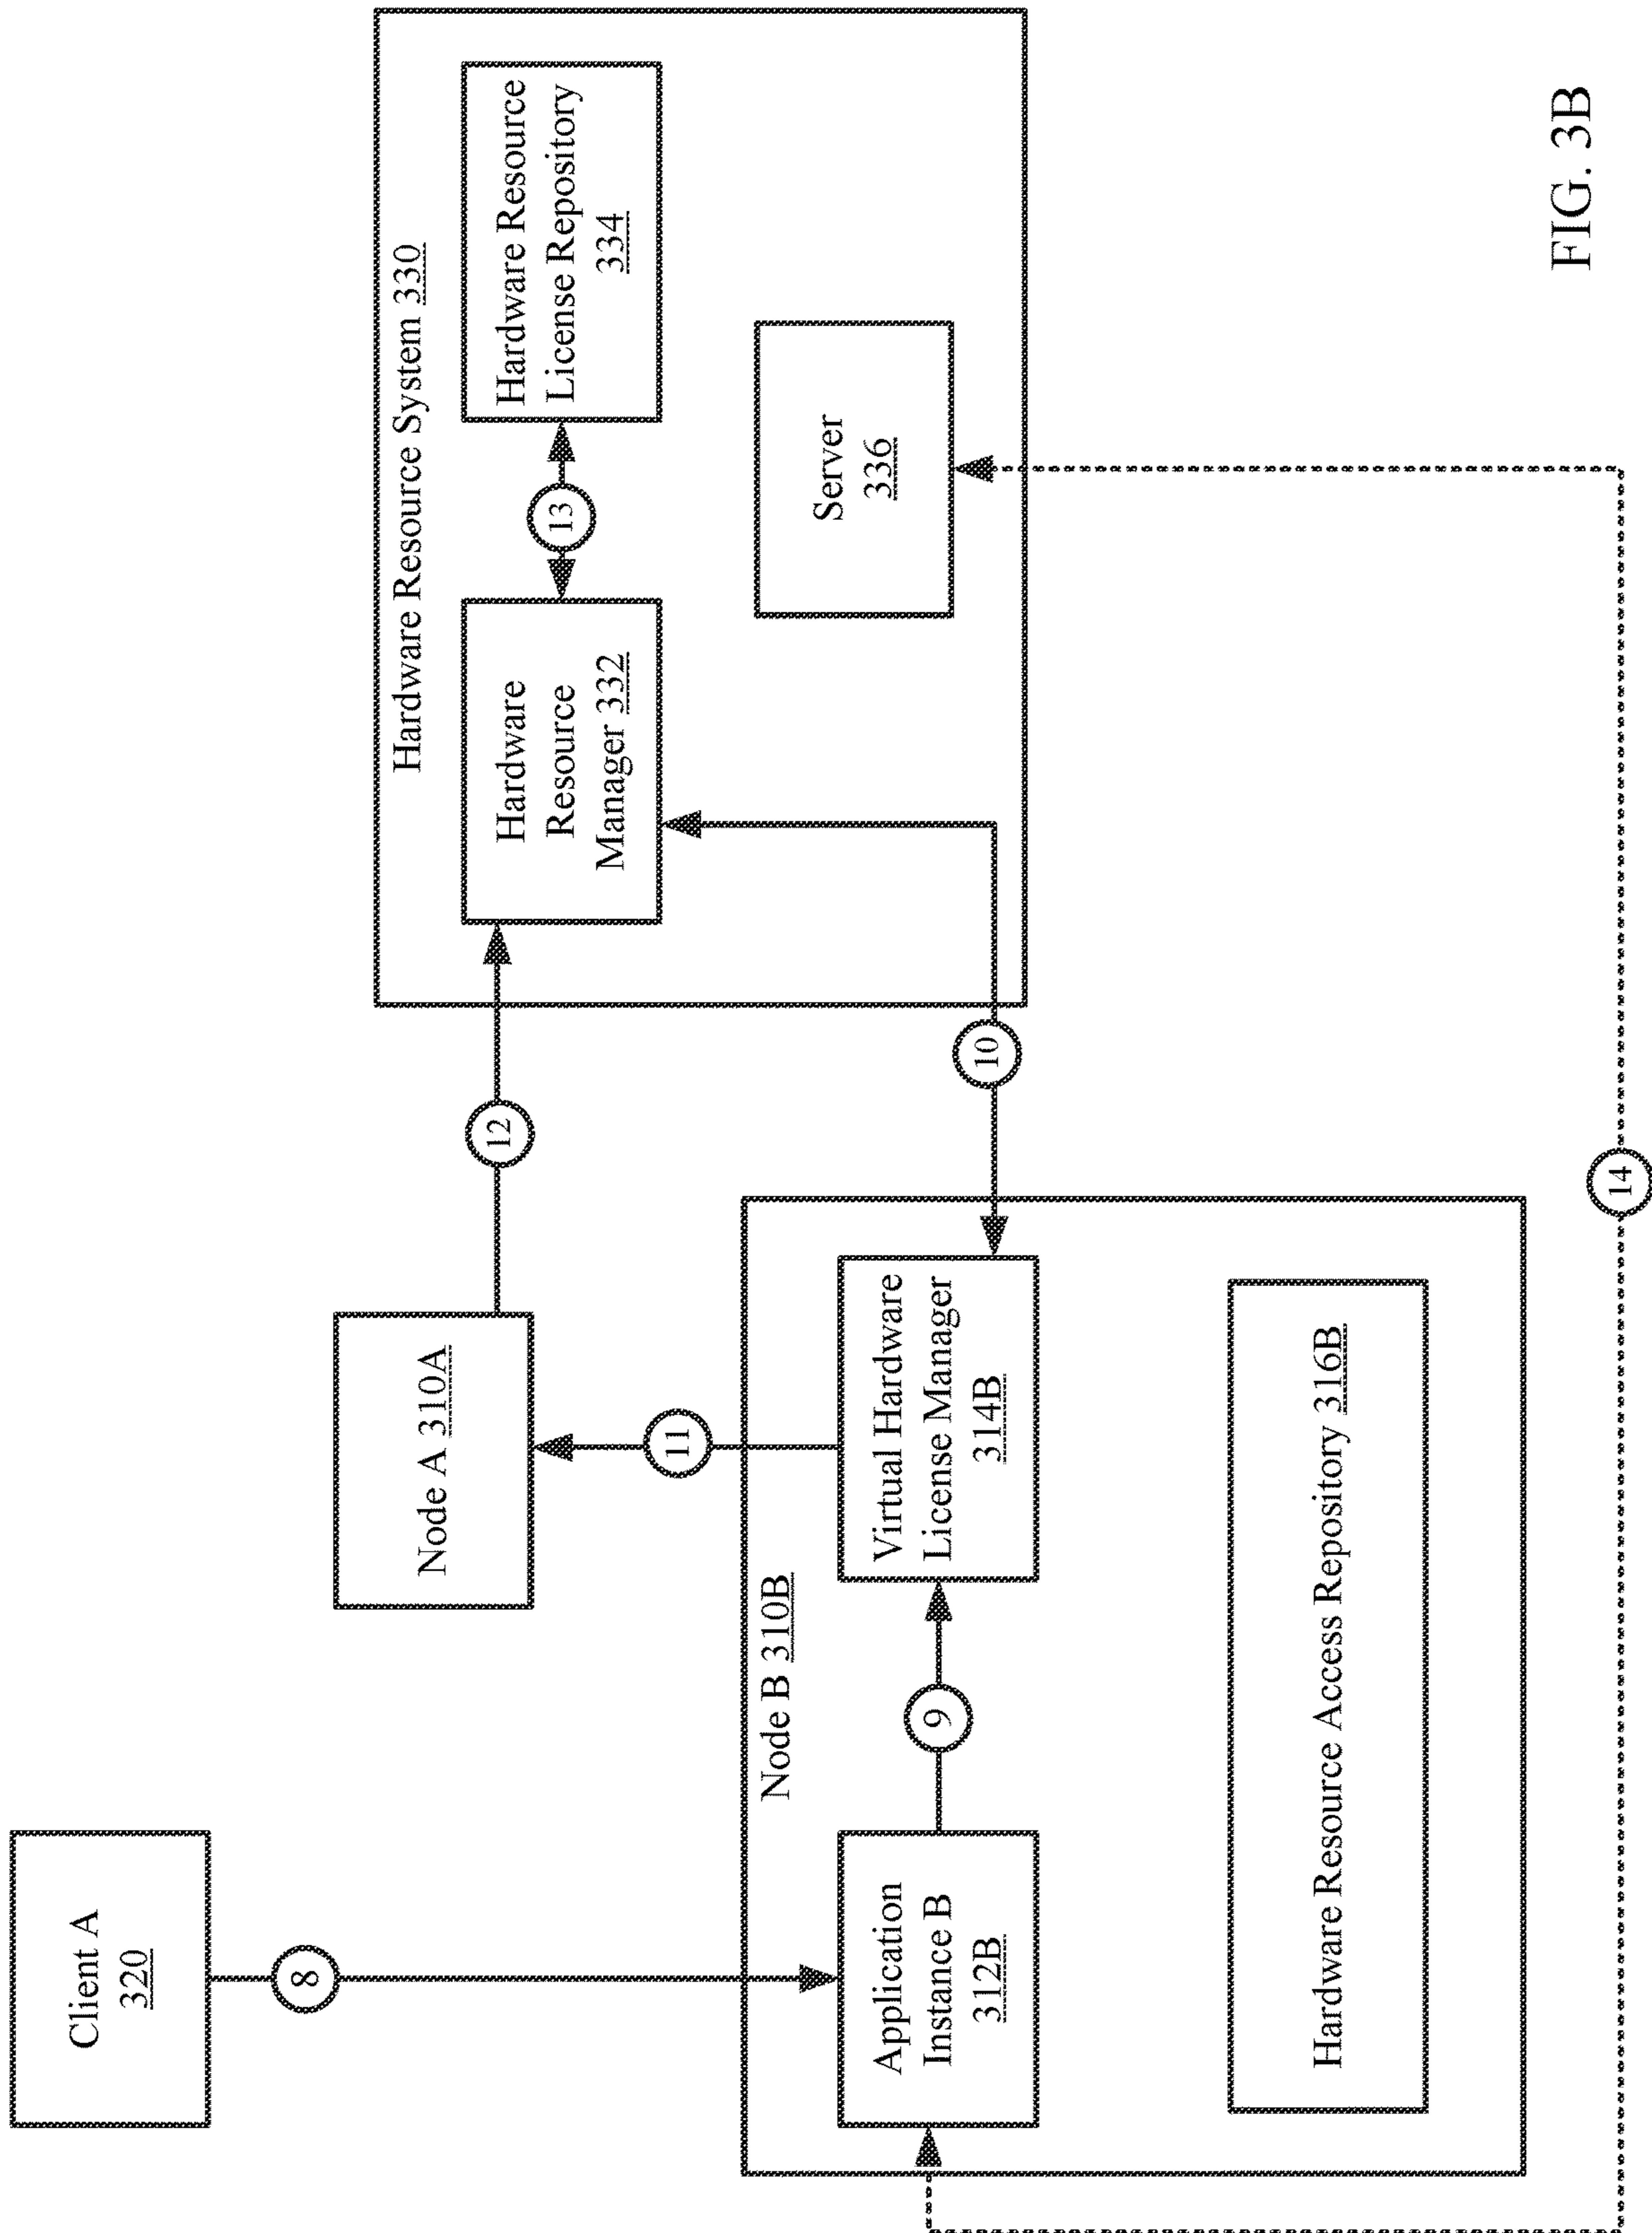 Client A
320
8
Node B 310B
Application
Instance B
312B
9
Virtual Hardware
License Manager
314B
Hardware Resource Access Repository 316B
11
Node A 310A
12
10
Hardware Resource System 330
Hardware
Resource
Manager 332
13
Hardware Resource
License Repository
334
Server
336
14
FIG. 3B